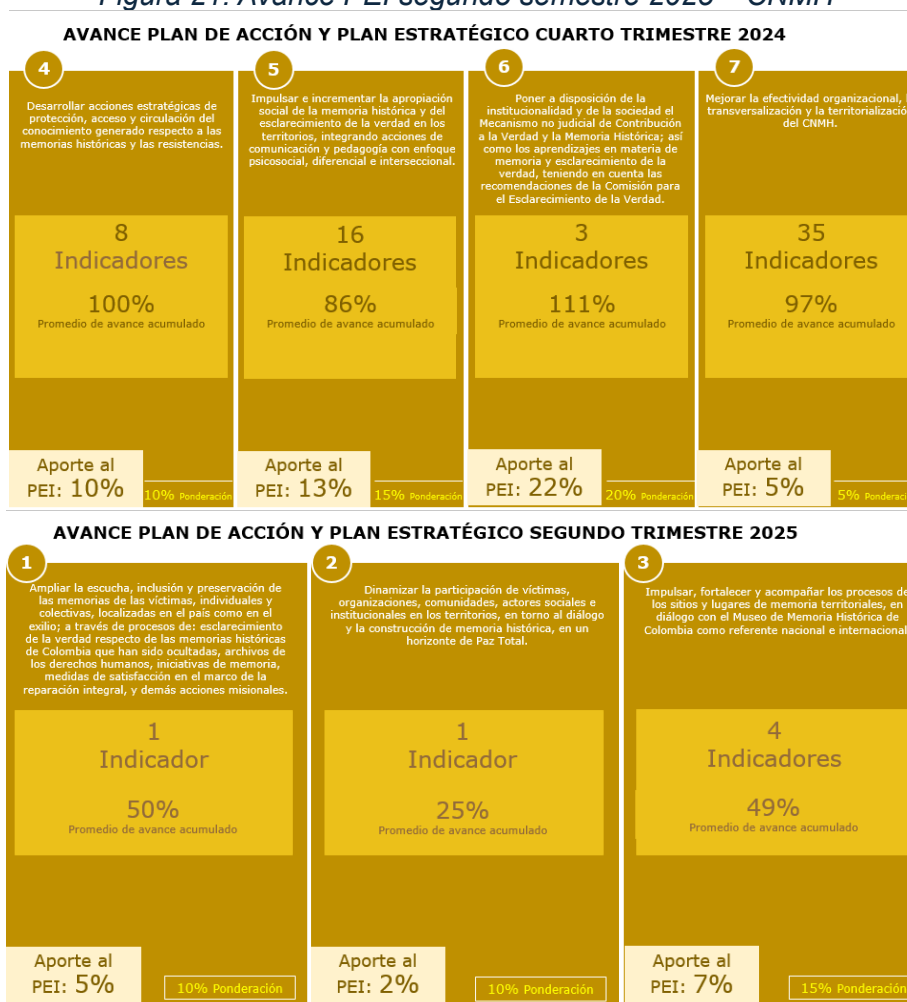 Figura 21. Avance PEI segundo semestre 2025 – CNMH
AVANCE PLAN DE ACCIÓN Y PLAN ESTRATÉGICO CUARTO TRIMESTRE 2024
4
Desarrollar acciones estratégicas de
protección, acceso y circulación del
conocimiento generado respecto a las
memorias históricas y las resistencias.
8
Indicadores
100%
Promedio de avance acumulado
Aporte al
PEI: 10%
10% Ponderación
5
Impulsar e incrementar la apropiación
social de la memoria histórica y del
esclarecimiento de la verdad en los
territorios, integrando acciones de
comunicación y pedagogía con enfoque
psicosocial, diferencial e interseccional.
16
Indicadores
86%
Promedio de avance acumulado
Aporte al
PEI: 13%
15% Ponderación
6
Poner a disposición de la
institucionalidad y de la sociedad el
Mecanismo no judicial de Contribución
a la Verdad y la Memoria Histórica; así
como los aprendizajes en materia de
memoria y esclarecimiento de la
verdad, teniendo en cuenta las
recomendaciones de la Comisión para
el Esclarecimiento de la Verdad.
3
Indicadores
111%
Promedio de avance acumulado
Aporte al
PEI: 22%
20% Ponderación
7
Mejorar la efectividad organizacional,
transversalización y la territorializació
del CNMH.
35
Indicadores
97%
Promedio de avance acumulado
Aporte al
PEI: 5%
5% Ponderaci
AVANCE PLAN DE ACCIÓN Y PLAN ESTRATÉGICO SEGUNDO TRIMESTRE 2025
1
Ampliar la escucha, inclusión y preservación de
las memorias de las víctimas, individuales y
colectivas, localizadas en el país como en el
exilio; a través de procesos de: esclarecimiento
de la verdad respecto de las memorias históricas
de Colombia que han sido ocultadas, archivos de
los derechos humanos, iniciativas de memoria,
medidas de satisfacción en el marco de la
reparación integral, y demás acciones misionales.
1
Indicador
50%
Promedio de avance acumulado
Aporte al
PEI: 5%
10% Ponderación
2
Dinamizar la participación de víctimas,
organizaciones, comunidades, actores sociales e
institucionales en los territorios, en torno al diálogo
y la construcción de memoria histórica, en un
horizonte de Paz Total.
1
Indicador
25%
Promedio de avance acumulado
Aporte al
PEI: 2%
10% Ponderación
3
Impulsar, fortalecer y acompañar los procesos de
los sitios y lugares de memoria territoriales, en
diálogo con el Museo de Memoria Histórica de
Colombia como referente nacional e internacional
4
Indicadores
49%
Promedio de avance acumulado
Aporte al
PEI: 7%
15% Ponderación